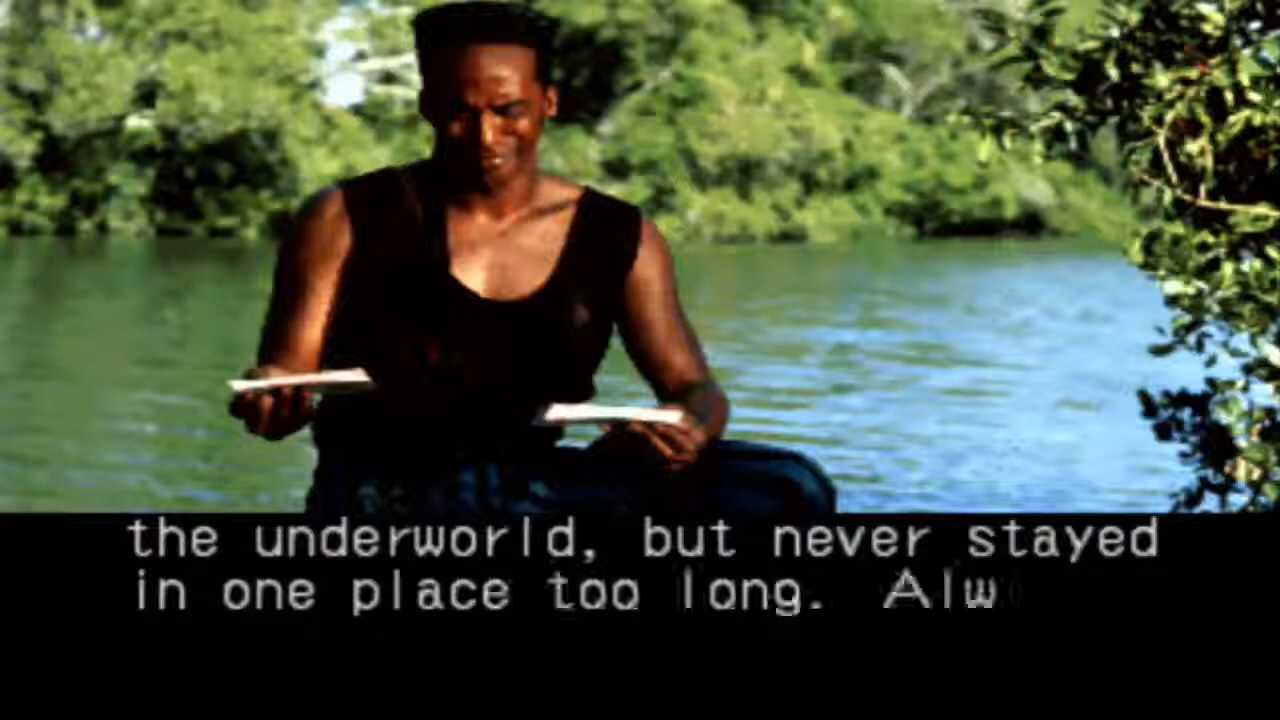 the underworld, but never stayed
in one place too long.  Alw